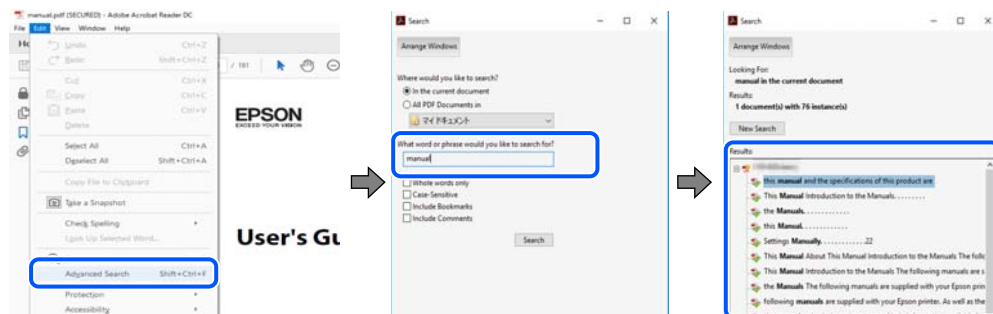 manual.pdf (SECURED) - Adobe Acrobat Reader DC
File Edit View Window Help
Undo Ctrl+Z
Redo Shift+Ctrl+Z
Cut Ctrl+X
Copy Ctrl+C
Paste Ctrl+V
Delete
Select All Ctrl+A
Deselect All Shift+Ctrl+A
Copy File to Clipboard
Take a Snapshot
Check Spelling
Look Up Selected Word...
Advanced Search Shift+Ctrl+F
Protection
Accessibility
/ 181
EPSON
EXCEED YOUR VISION
User's Gu
Search
Arrange Windows
Where would you like to search?
In the current document
All PDF Documents in
マイ ドキュメント
What word or phrase would you like to search for?
manual
Whole words only
Case-Sensitive
Include Bookmarks
Include Comments
Search
Search
Arrange Windows
Looking For:
manual in the current document
Results:
1 document(s) with 76 instance(s)
New Search
Results:
this manual and the specifications of this product are
This Manual Introduction to the Manuals. . . . . . . . .
the Manuals. . . . . . . . . . . . .
this Manual. . . . . . . . . . . . .
Settings Manually. . . . . . . . . . . . .22
This Manual About This Manual Introduction to the Manuals The follo
This Manual Introduction to the Manuals The following manuals are s
the Manuals The following manuals are supplied with your Epson prin
following manuals are supplied with your Epson printer. As well as the